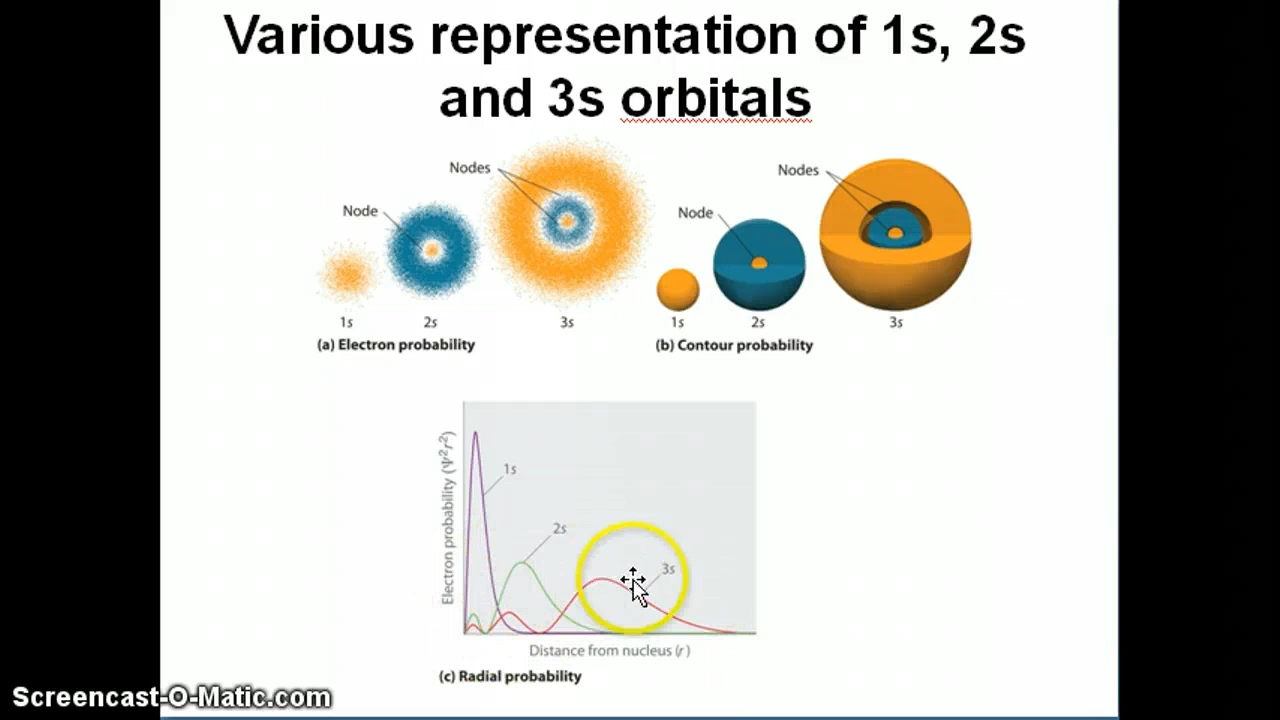 Various representation of 1s, 2s
and 3s orbitals
Nodes
Node
1s
2s
3s
(a) Electron probability
Nodes
Node
1s
2s
3s
(b) Contour probability
Electron probability (Ψ²r²)
1s
2s
3s
Distance from nucleus (r)
(c) Radial probability
Screencast-O-Matic.com